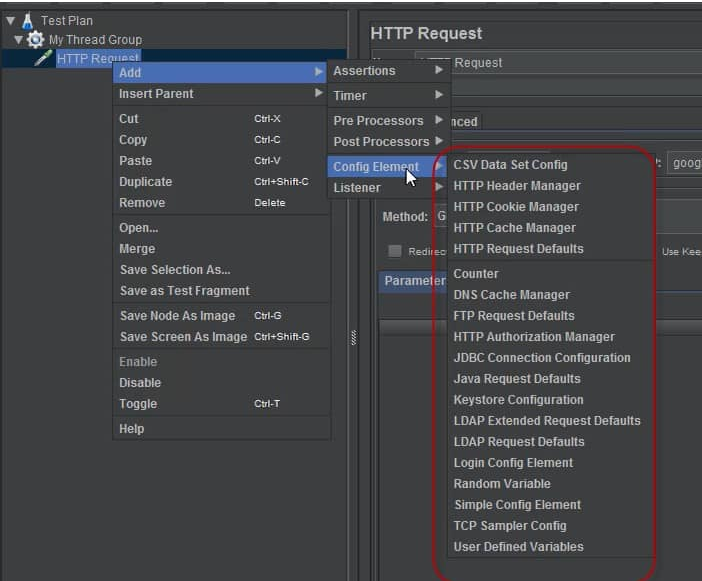 Test Plan
My Thread Group
HTTP Request
HTTP Request
HTTP Request
Add
Insert Parent
Cut Ctrl-X
Copy Ctrl-C
Paste Ctrl-V
Duplicate Ctrl+Shift-C
Remove Delete
Open...
Merge
Save Selection As...
Save as Test Fragment
Save Node As Image Ctrl-G
Save Screen As Image Ctrl+Shift-G
Enable
Disable
Toggle Ctrl-T
Help
Assertions
Timer
Pre Processors
Post Processors
Config Element
Listener
CSV Data Set Config
HTTP Header Manager
HTTP Cookie Manager
HTTP Cache Manager
HTTP Request Defaults
Counter
DNS Cache Manager
FTP Request Defaults
HTTP Authorization Manager
JDBC Connection Configuration
Java Request Defaults
Keystore Configuration
LDAP Extended Request Defaults
LDAP Request Defaults
Login Config Element
Random Variable
Simple Config Element
TCP Sampler Config
User Defined Variables
nced
goog
Method: G
Redirec
Use Kee
Parameter